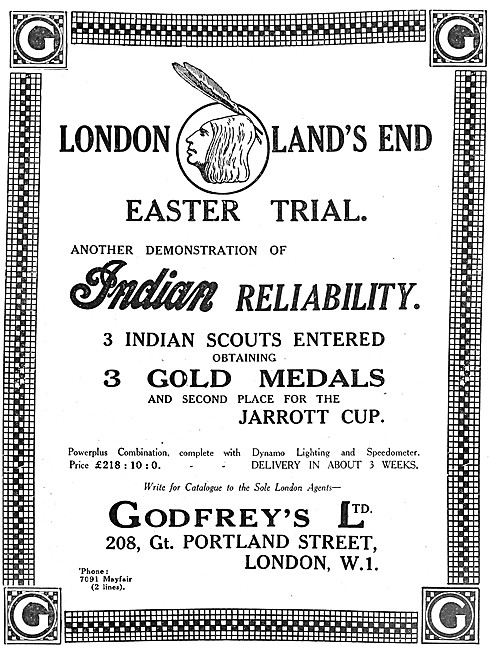 G G
LONDON LAND'S END
EASTER TRIAL.
ANOTHER DEMONSTRATION OF
Indian RELIABILITY.
3 INDIAN SCOUTS ENTERED
OBTAINING
3 GOLD MEDALS
AND SECOND PLACE FOR THE
JARROTT CUP.
Powerplus Combination, complete with Dynamo Lighting and Speedometer.
Price £218 : 10 : 0. - - DELIVERY IN ABOUT 3 WEEKS.
Write for Catalogue to the Sole London Agents—
GODFREY'S LTD.
208, Gt. PORTLAND STREET,
LONDON, W.1.
'Phone :
7091 Mayfair
(2 lines).
G G